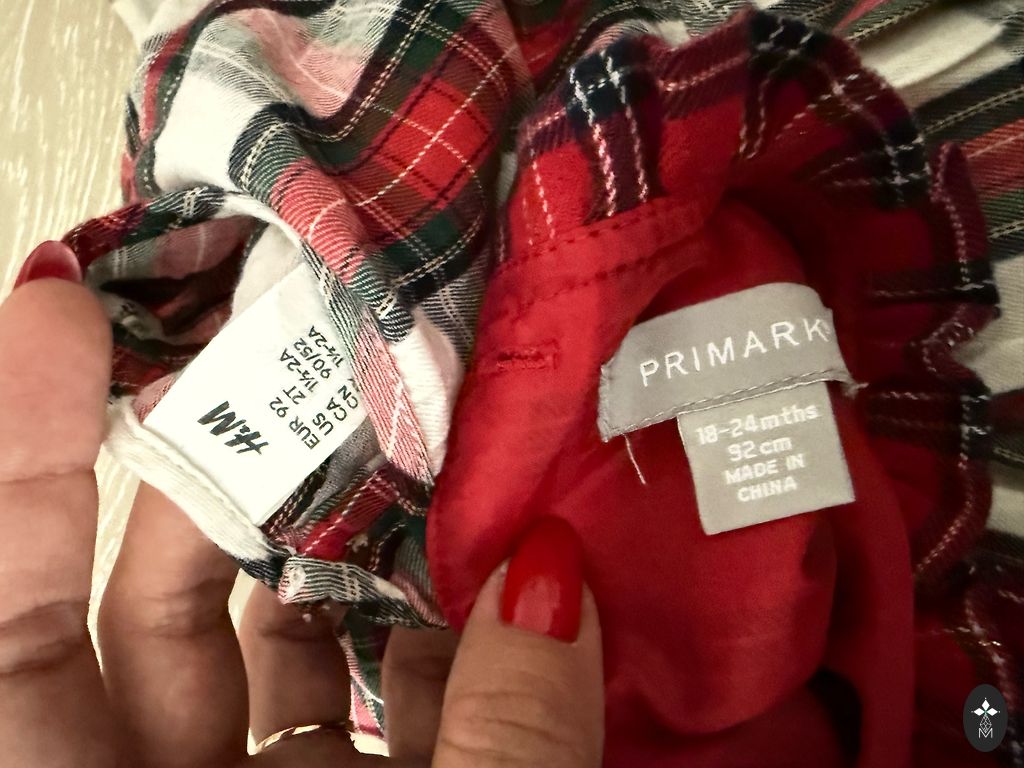 H&M
EUR 92
US 2T
CA 1½-2A
CN 90/52
1½-2A
PRIMARK
18-24mths
92cm
MADE IN
CHINA
M